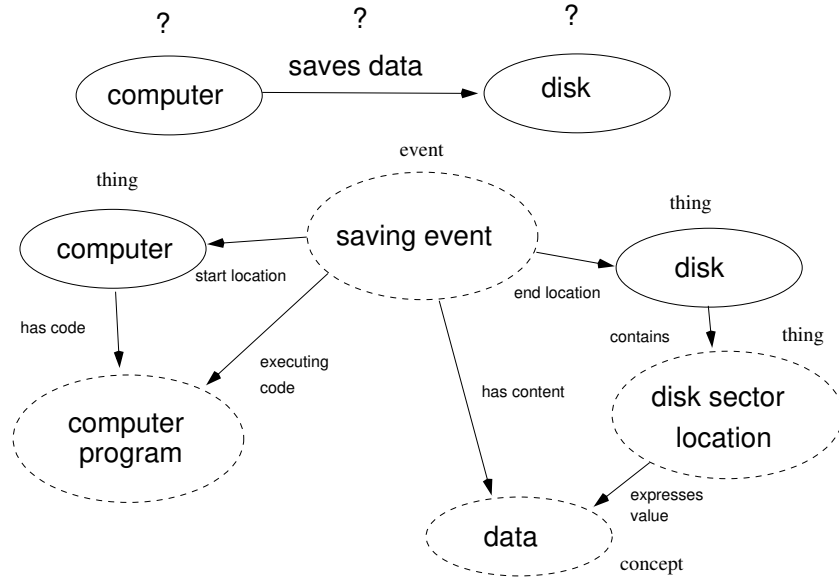 ? ? ?
saves data
computer
disk
event
thing
thing
saving event
computer
disk
start location
end location
has code
contains
thing
executing
code
has content
disk sector
location
computer
program
expresses
value
data
concept